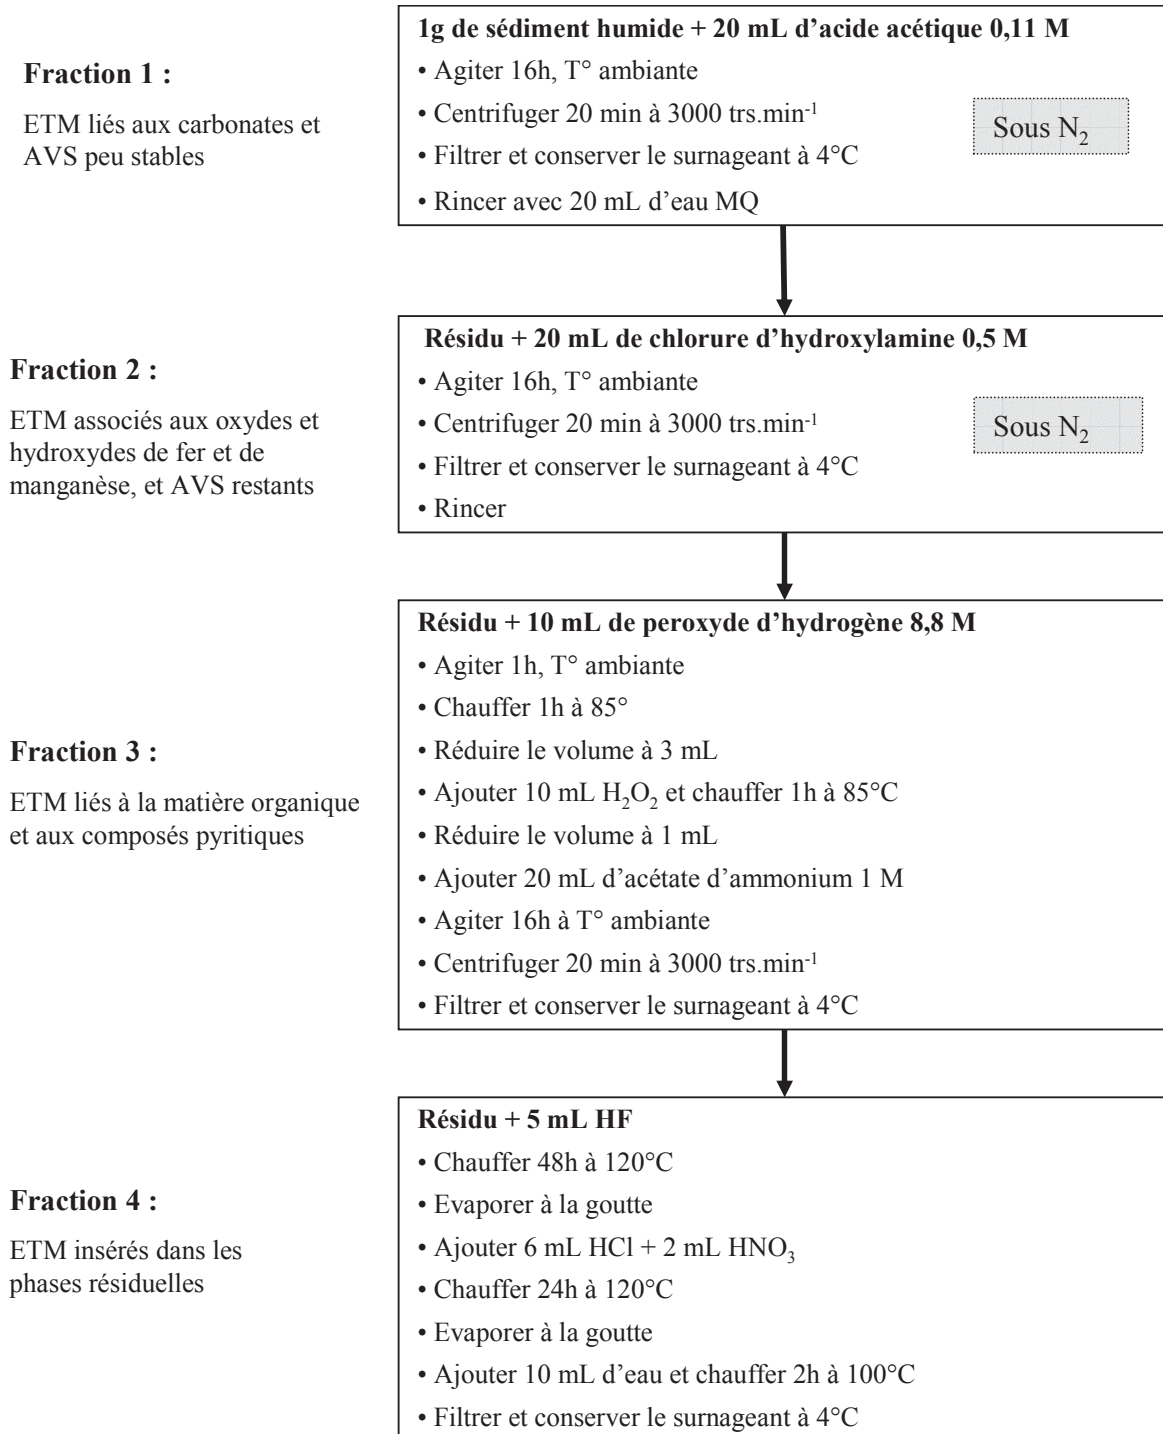 Fraction 1 :
ETM liés aux carbonates et
AVS peu stables
1g de sédiment humide + 20 mL d’acide acétique 0,11 M
• Agiter 16h, T° ambiante
• Centrifuger 20 min à 3000 trs.min-1
• Filtrer et conserver le surnageant à 4°C
• Rincer avec 20 mL d’eau MQ
Sous N2
Fraction 2 :
ETM associés aux oxydes et
hydroxydes de fer et de
manganèse, et AVS restants
Résidu + 20 mL de chlorure d’hydroxylamine 0,5 M
• Agiter 16h, T° ambiante
• Centrifuger 20 min à 3000 trs.min-1
• Filtrer et conserver le surnageant à 4°C
• Rincer
Sous N2
Fraction 3 :
ETM liés à la matière organique
et aux composés pyritiques
Résidu + 10 mL de peroxyde d’hydrogène 8,8 M
• Agiter 1h, T° ambiante
• Chauffer 1h à 85°
• Réduire le volume à 3 mL
• Ajouter 10 mL H2O2 et chauffer 1h à 85°C
• Réduire le volume à 1 mL
• Ajouter 20 mL d’acétate d’ammonium 1 M
• Agiter 16h à T° ambiante
• Centrifuger 20 min à 3000 trs.min-1
• Filtrer et conserver le surnageant à 4°C
Fraction 4 :
ETM insérés dans les
phases résiduelles
Résidu + 5 mL HF
• Chauffer 48h à 120°C
• Evaporer à la goutte
• Ajouter 6 mL HCl + 2 mL HNO3
• Chauffer 24h à 120°C
• Evaporer à la goutte
• Ajouter 10 mL d’eau et chauffer 2h à 100°C
• Filtrer et conserver le surnageant à 4°C